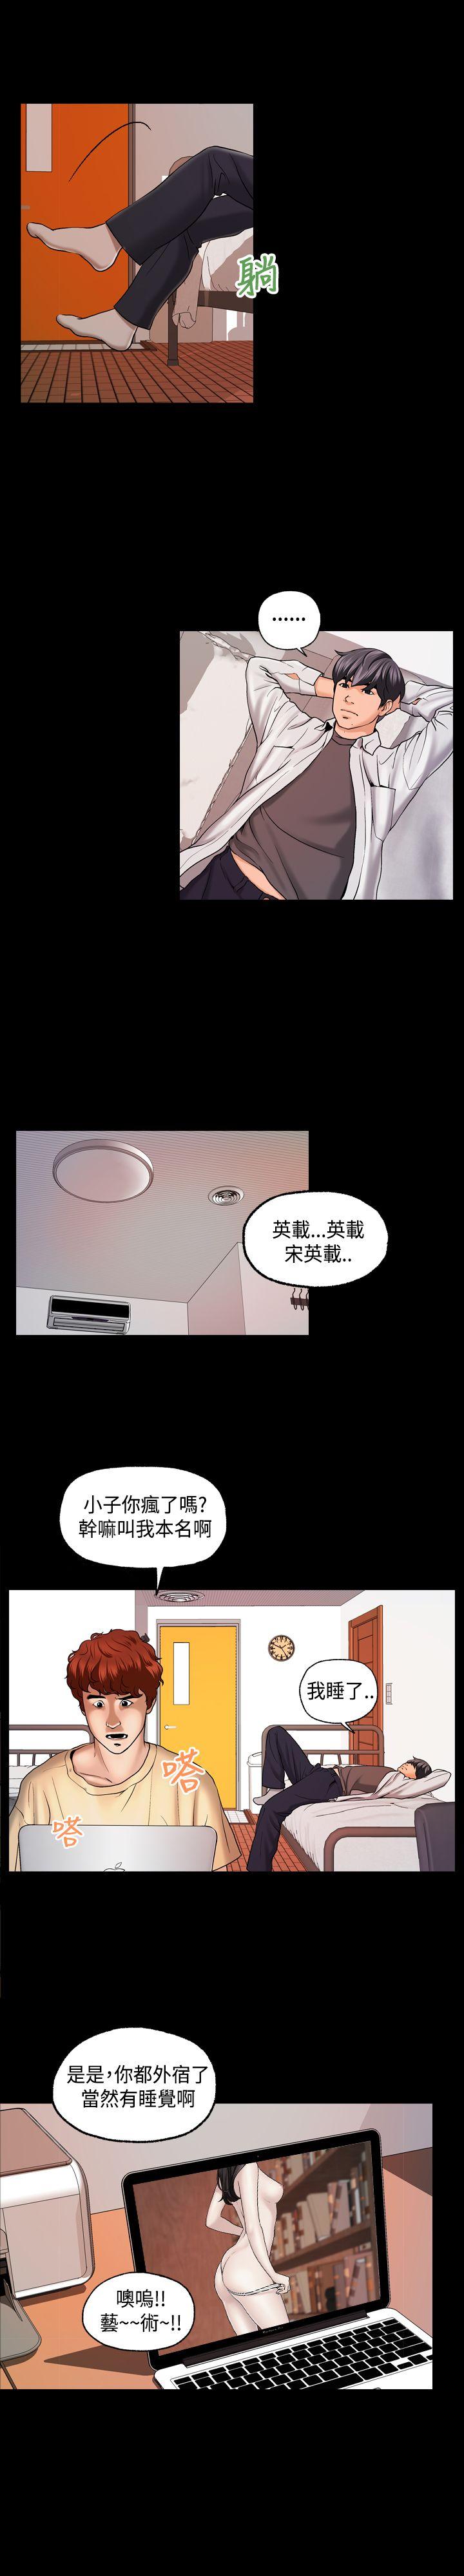 躺
......
英載...英載
宋英載..
小子你瘋了嗎?
幹嘛叫我本名啊
我睡了..
嗒
嗒
是是,你都外宿了
當然有睡覺啊
噢嗚!!
藝~~術~!!